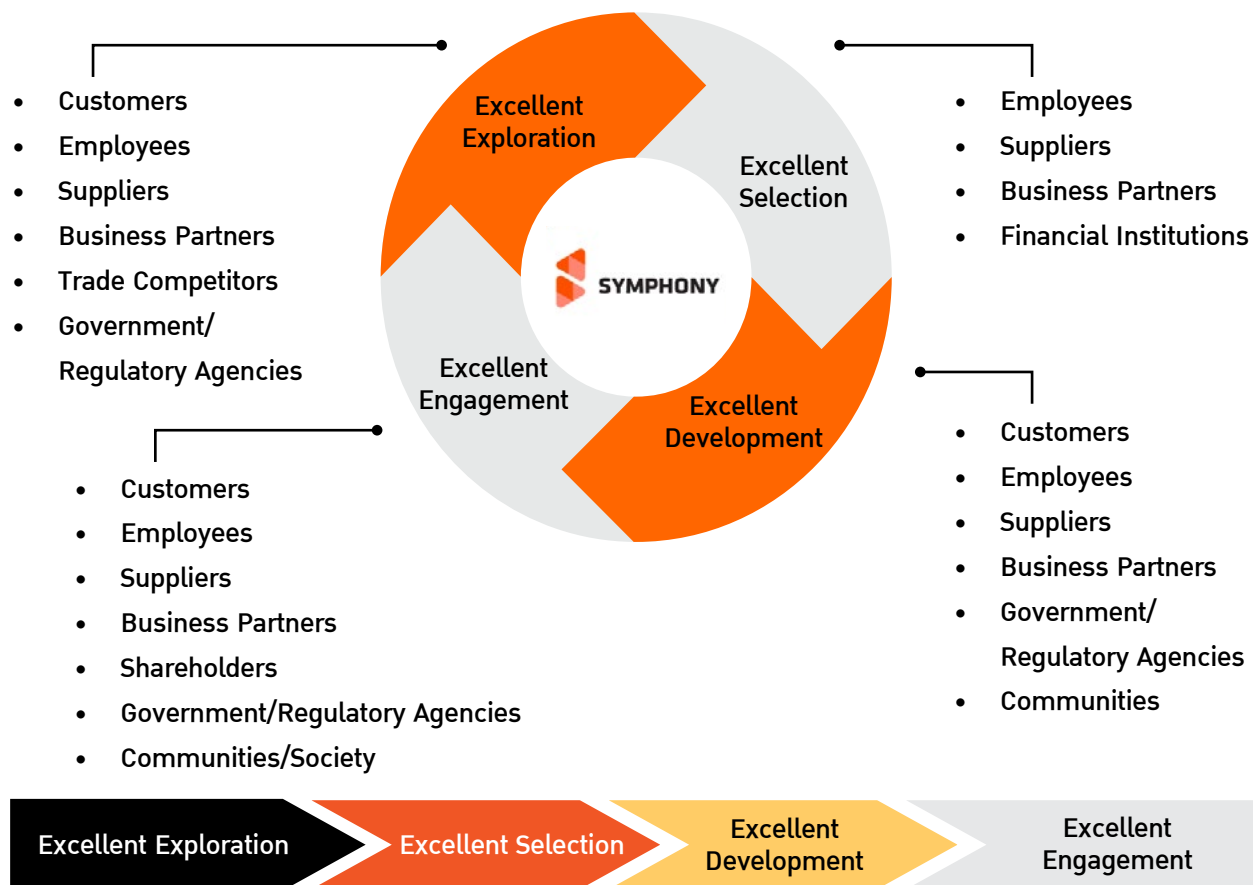 • Customers
• Employees
• Suppliers
• Business Partners
• Trade Competitors
• Government/
Regulatory Agencies
Excellent
Exploration
Excellent
Selection
• Employees
• Suppliers
• Business Partners
• Financial Institutions
SYMPHONY
Excellent
Engagement
Excellent
Development
• Customers
• Employees
• Suppliers
• Business Partners
• Shareholders
• Government/Regulatory Agencies
• Communities/Society
• Customers
• Employees
• Suppliers
• Business Partners
• Government/
Regulatory Agencies
• Communities
Excellent Exploration
Excellent Selection
Excellent
Development
Excellent
Engagement